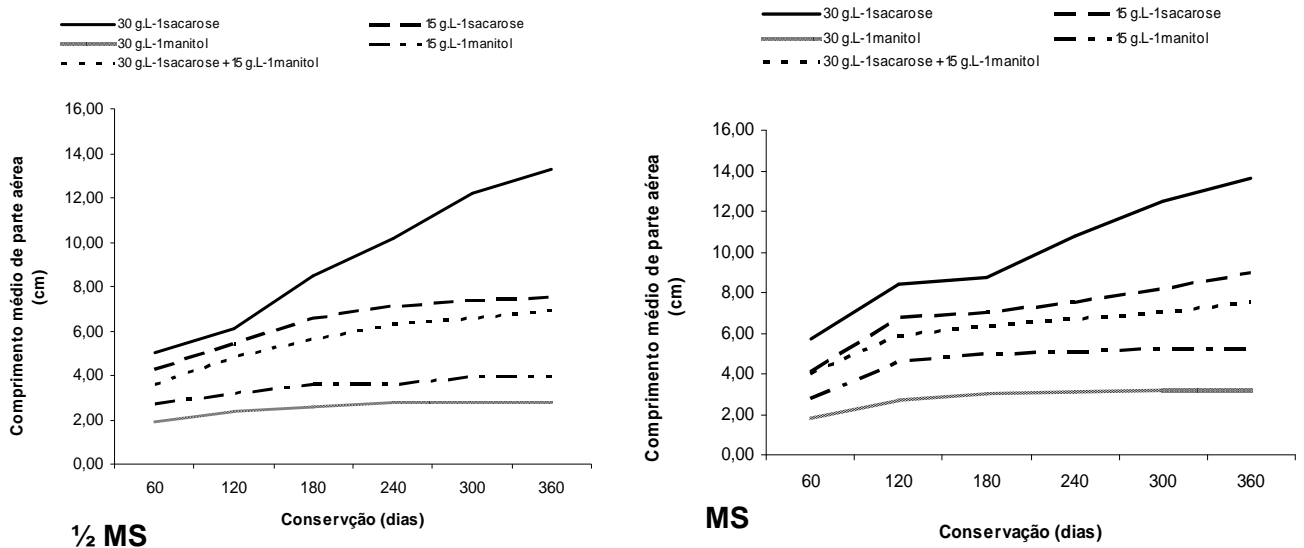 30 g.L-1sacarose
15 g.L-1sacarose
30 g.L-1manitol
15 g.L-1manitol
30 g.L-1sacarose + 15 g.L-1manitol
Comprimento médio de parte aérea
(cm)
16,00
14,00
12,00
10,00
8,00
6,00
4,00
2,00
0,00
60 120 180 240 300 360
Conservção (dias)
½ MS
30 g.L-1sacarose
15 g.L-1sacarose
30 g.L-1manitol
15 g.L-1manitol
30 g.L-1sacarose + 15 g.L-1manitol
Comprimento médio de parte aérea
(cm)
16,00
14,00
12,00
10,00
8,00
6,00
4,00
2,00
0,00
60 120 180 240 300 360
Conservação (dias)
MS